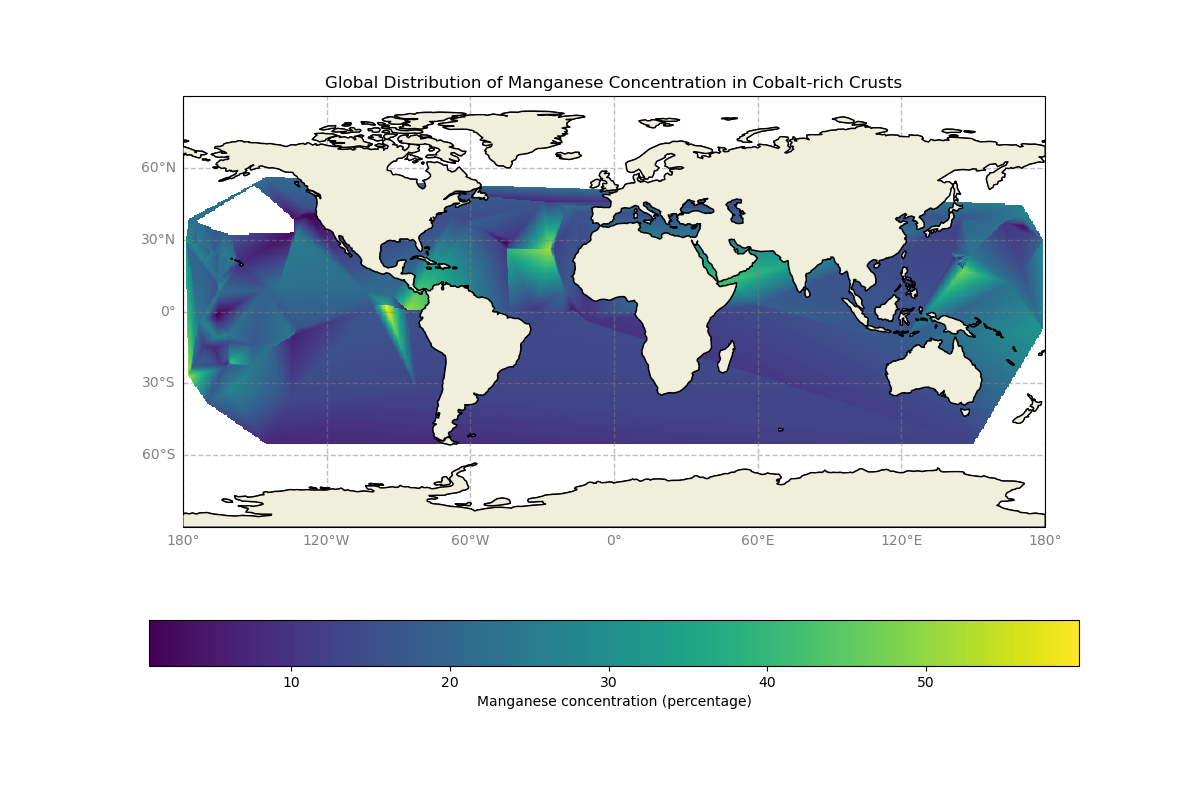 Global Distribution of Manganese Concentration in Cobalt-rich Crusts
60°N
30°N
0°
30°S
60°S
180° 120°W 60°W 0° 60°E 120°E 180°
10 20 30 40 50
Manganese concentration (percentage)